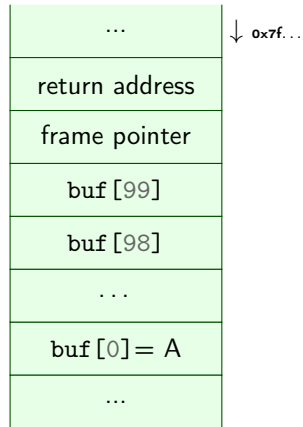 ...
↓ 0x7f...
return address
frame pointer
buf[99]
buf[98]
...
buf[0]= A
...